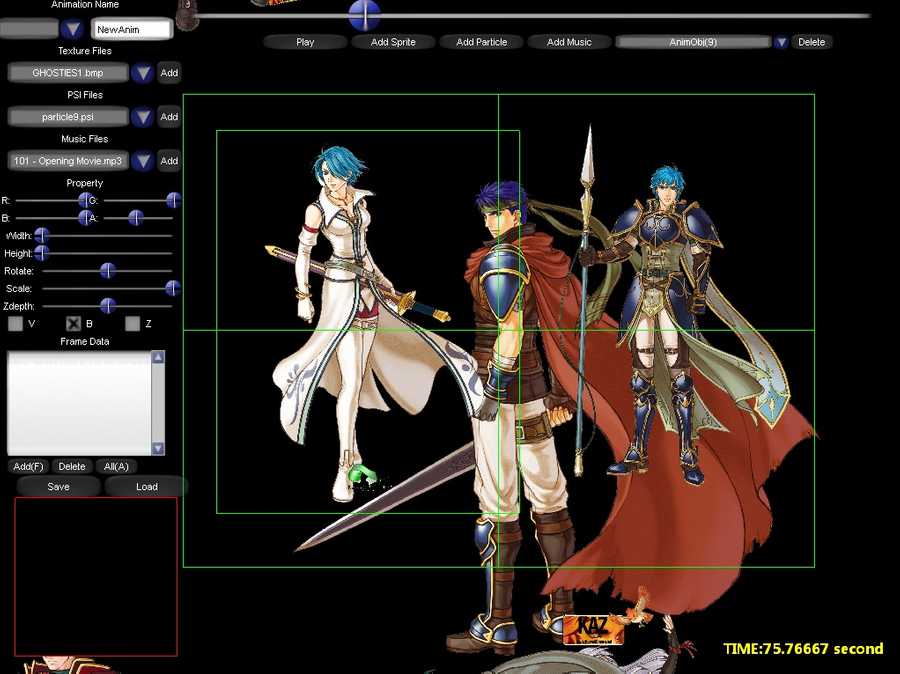 Animation Name
NewAnim
Play
Add Sprite
Add Particle
Add Music
AnimObj(9)
Delete
Texture Files
GHOSTIES1.bmp
Add
PSI Files
particle9.psi
Add
Music Files
101 - Opening Movie.mp3
Add
Property
R:
G:
B:
A:
Width:
Height:
Rotate:
Scale:
Zdepth:
V
B
Z
Frame Data
Add(F)
Delete
All(A)
Save
Load
KAZ
TIME:75.76667 second